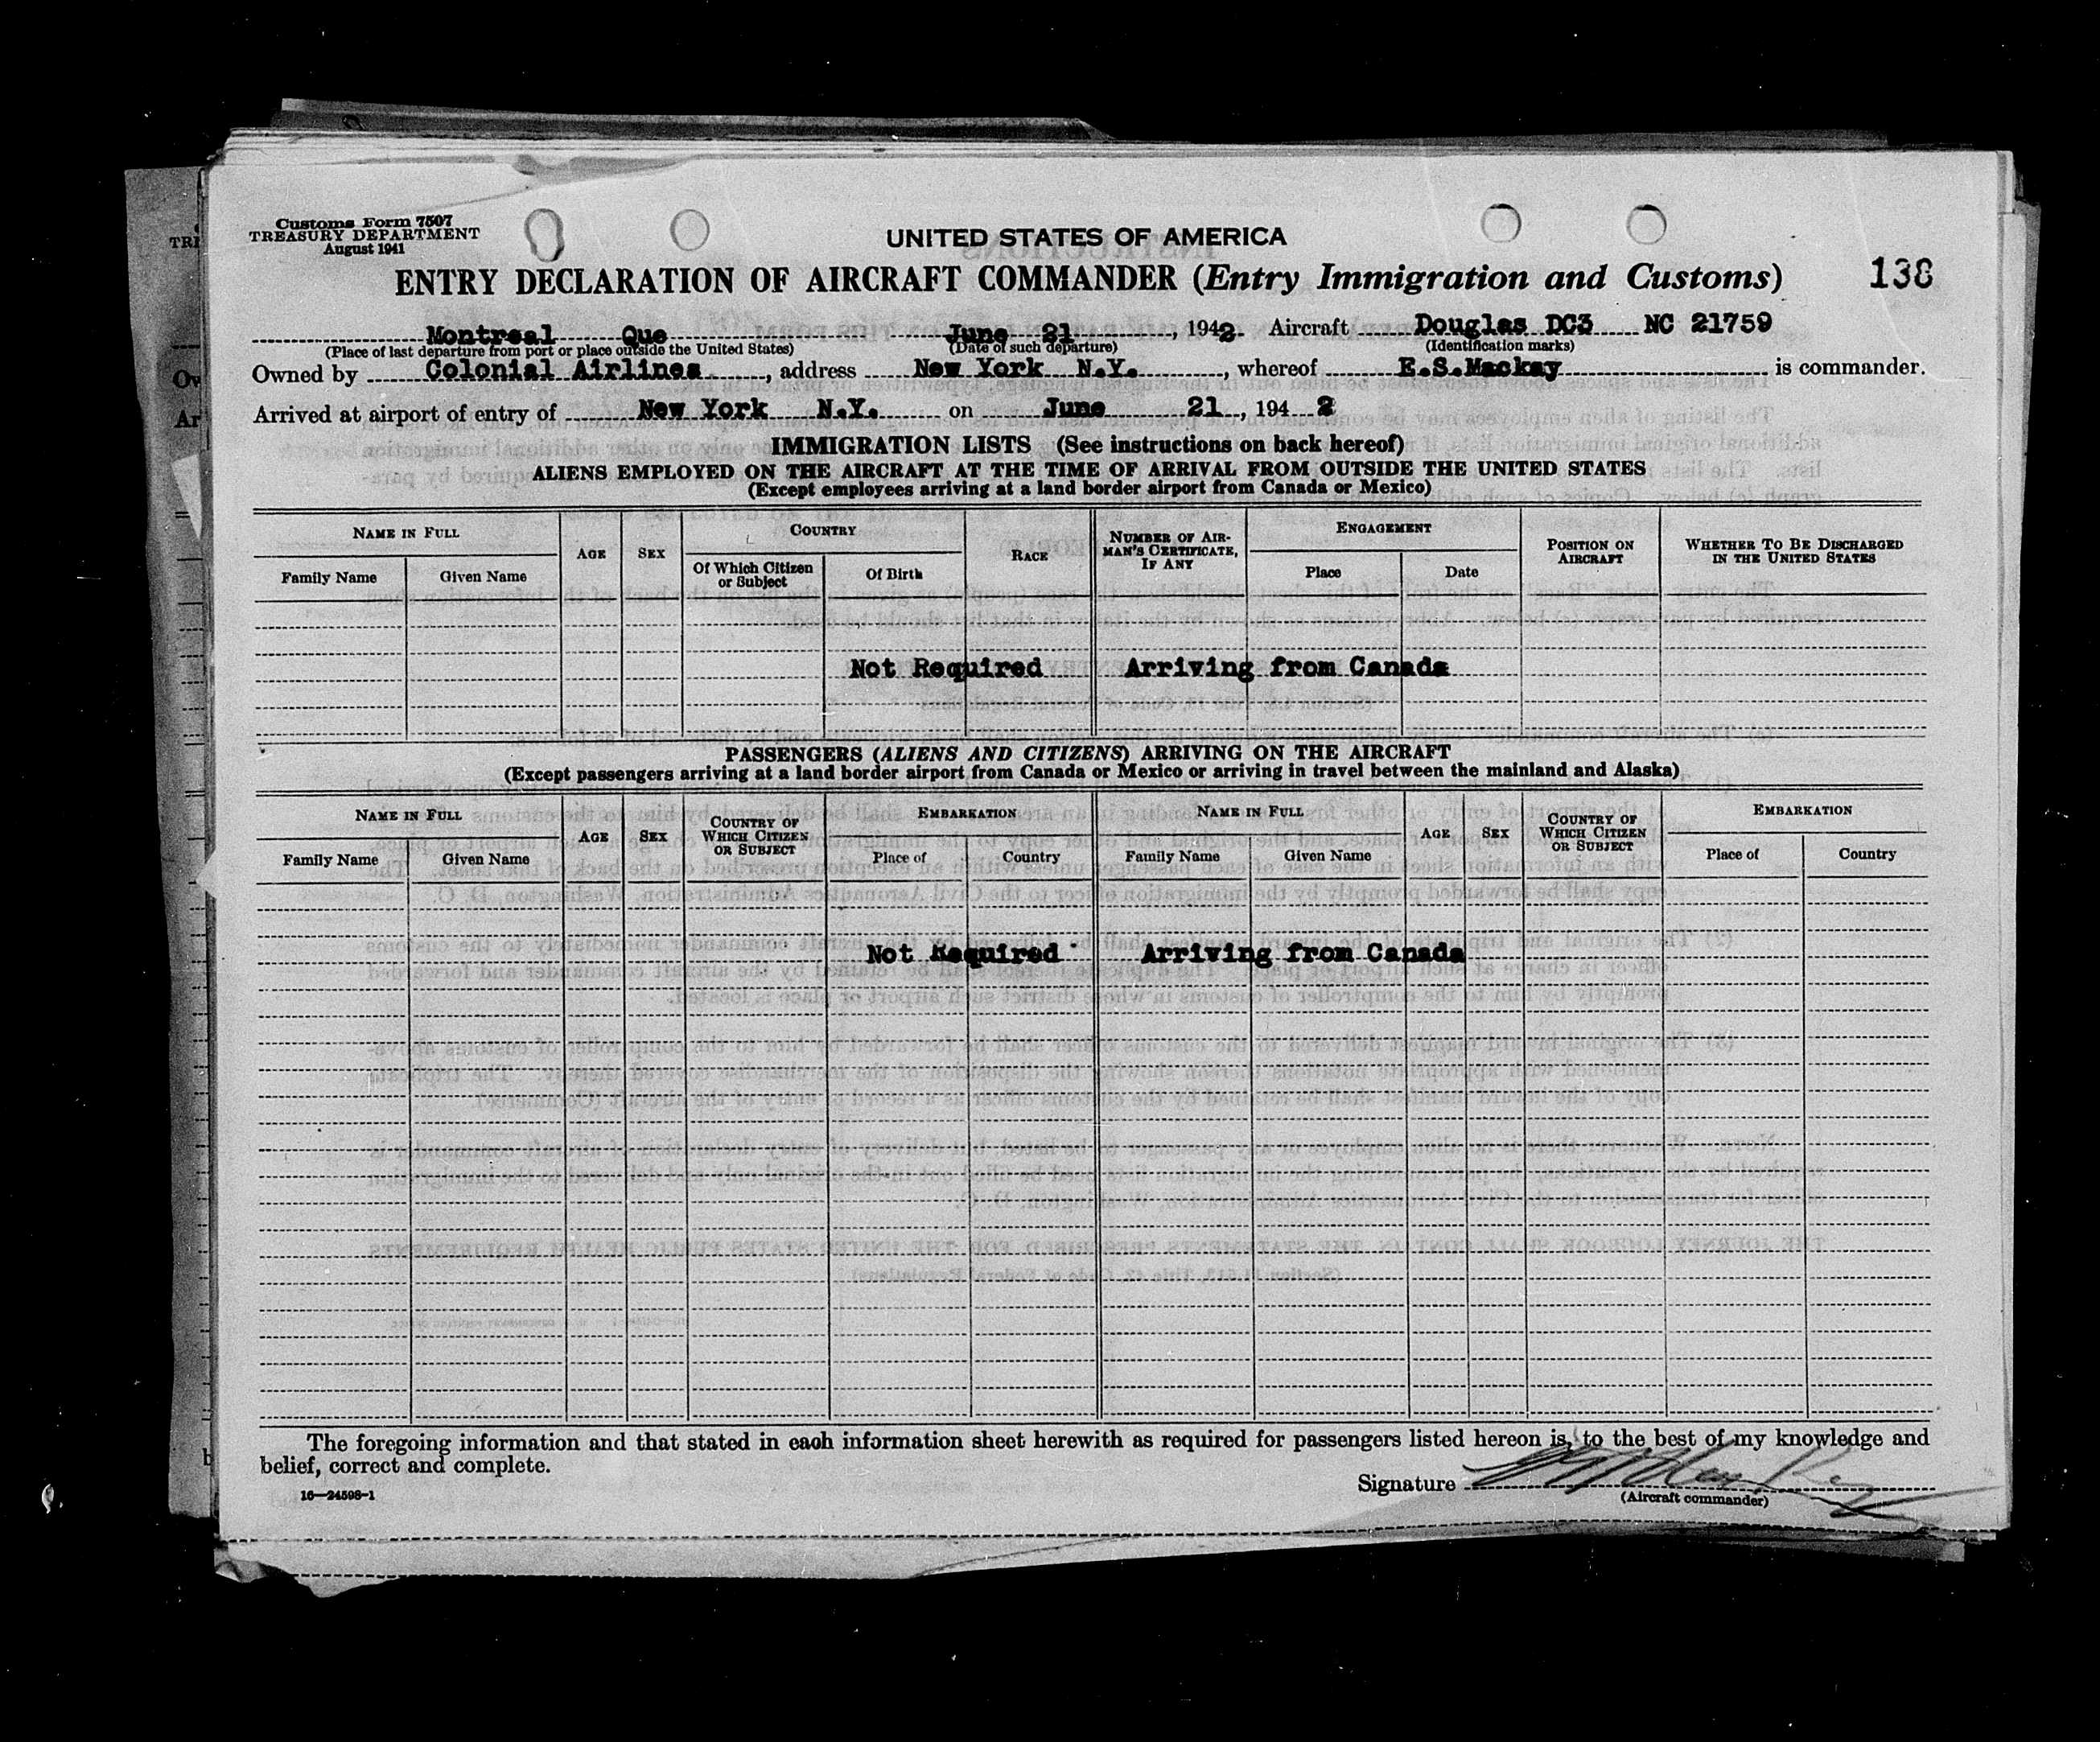 Customs Form 7507
TREASURY DEPARTMENT
August 1941
UNITED STATES OF AMERICA
ENTRY DECLARATION OF AIRCRAFT COMMANDER (Entry Immigration and Customs)
138
Montreal Que June 21, 1942 Aircraft Douglas DC3 NC 21759
(Place of last departure from port or place outside the United States) (Date of such departure) (Identification marks)
Owned by Colonial Airlines, address New York N.Y., whereof E.S.Mackay is commander.
Arrived at airport of entry of New York N.Y. on June 21, 1942
IMMIGRATION LISTS (See instructions on back hereof)
ALIENS EMPLOYED ON THE AIRCRAFT AT THE TIME OF ARRIVAL FROM OUTSIDE THE UNITED STATES
(Except employees arriving at a land border airport from Canada or Mexico)
NAME IN FULL
Family Name Given Name
AGE
SEX
COUNTRY
Of Which Citizen or Subject
Of Birth
RACE
NUMBER OF AIRMAN'S CERTIFICATE, IF ANY
ENGAGEMENT
Place Date
POSITION ON AIRCRAFT
WHETHER TO BE DISCHARGED IN THE UNITED STATES
Not Required Arriving from Canada
PASSENGERS (ALIENS AND CITIZENS) ARRIVING ON THE AIRCRAFT
(Except passengers arriving at a land border airport from Canada or Mexico or arriving in travel between the mainland and Alaska)
NAME IN FULL
Family Name Given Name
AGE
SEX
COUNTRY OF WHICH CITIZEN OR SUBJECT
EMBARKATION
Place of Country
NAME IN FULL
Family Name Given Name
AGE
SEX
COUNTRY OF WHICH CITIZEN OR SUBJECT
EMBARKATION
Place of Country
Not Required Arriving from Canada
The foregoing information and that stated in each information sheet herewith as required for passengers listed hereon is, to the best of my knowledge and
belief, correct and complete.
Signature
(Aircraft commander)
16—24598-1